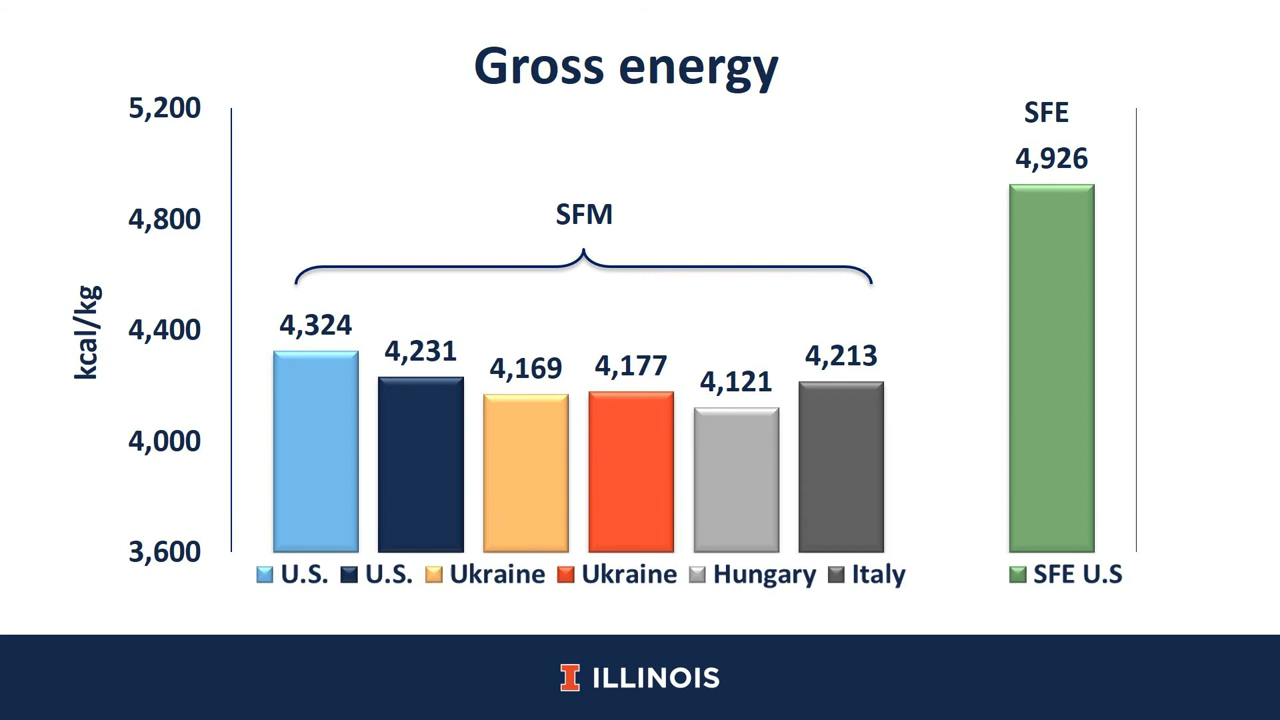 Gross energy
5,200
4,800
4,400
4,000
3,600
kcal/kg
SFM
4,324
4,231
4,169
4,177
4,121
4,213
SFE
4,926
U.S. U.S. Ukraine Ukraine Hungary Italy SFE U.S
I ILLINOIS